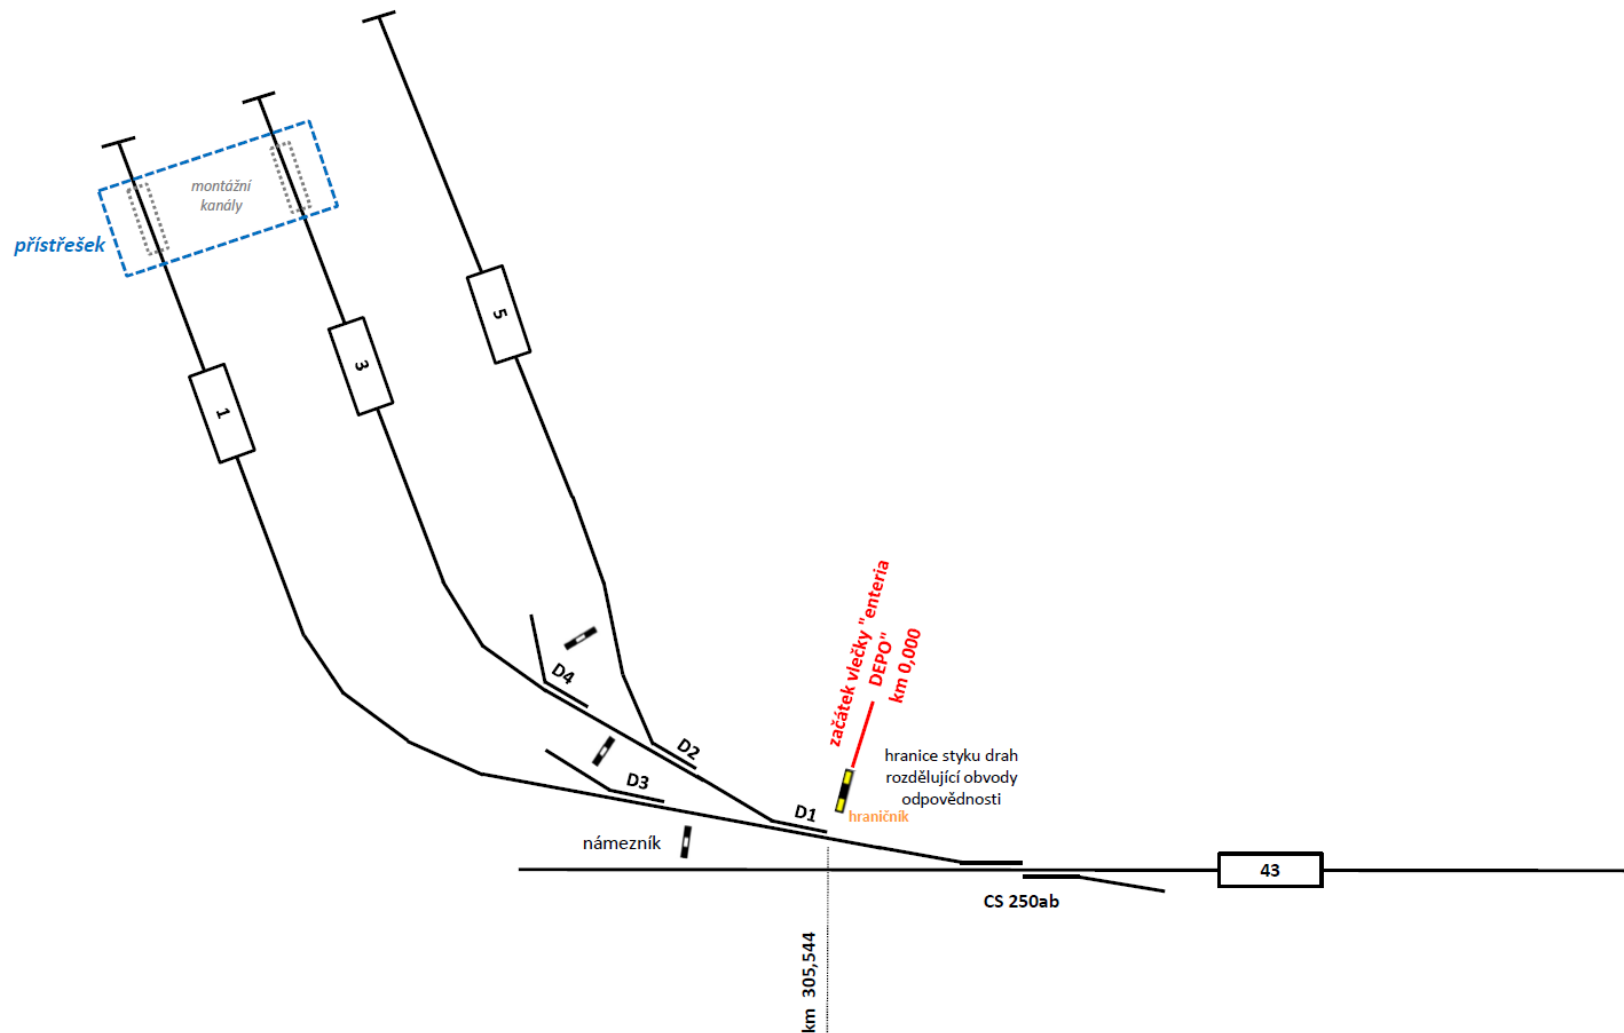 montážní
kanály
přístřešek
5
3
1
začátek vlečky "enteria
DEPO"
km 0,000
D4
D2
D3
D1
hranice styku drah
rozdělující obvody
odpovědnosti
hraničník
námezník
43
CS 250ab
km 305,544